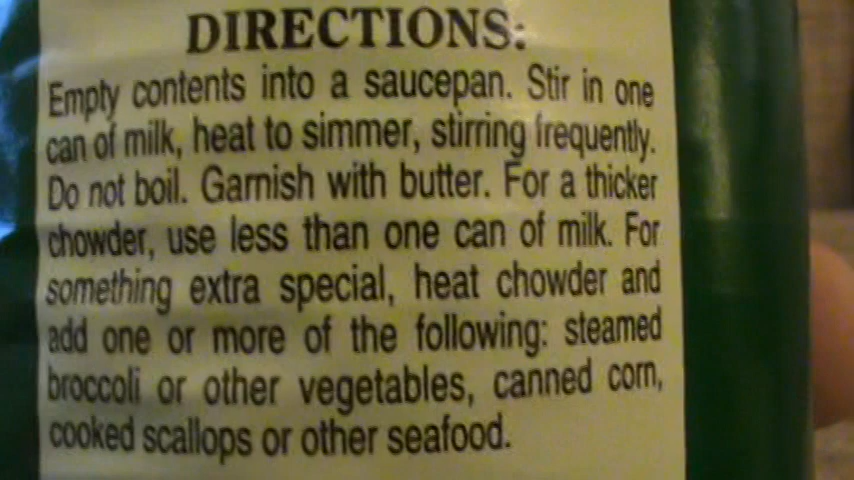 DIRECTIONS:
Empty contents into a saucepan. Stir in one
can of milk, heat to simmer, stirring frequently.
Do not boil. Garnish with butter. For a thicker
chowder, use less than one can of milk. For
something extra special, heat chowder and
add one or more of the following: steamed
broccoli or other vegetables, canned corn,
cooked scallops or other seafood.